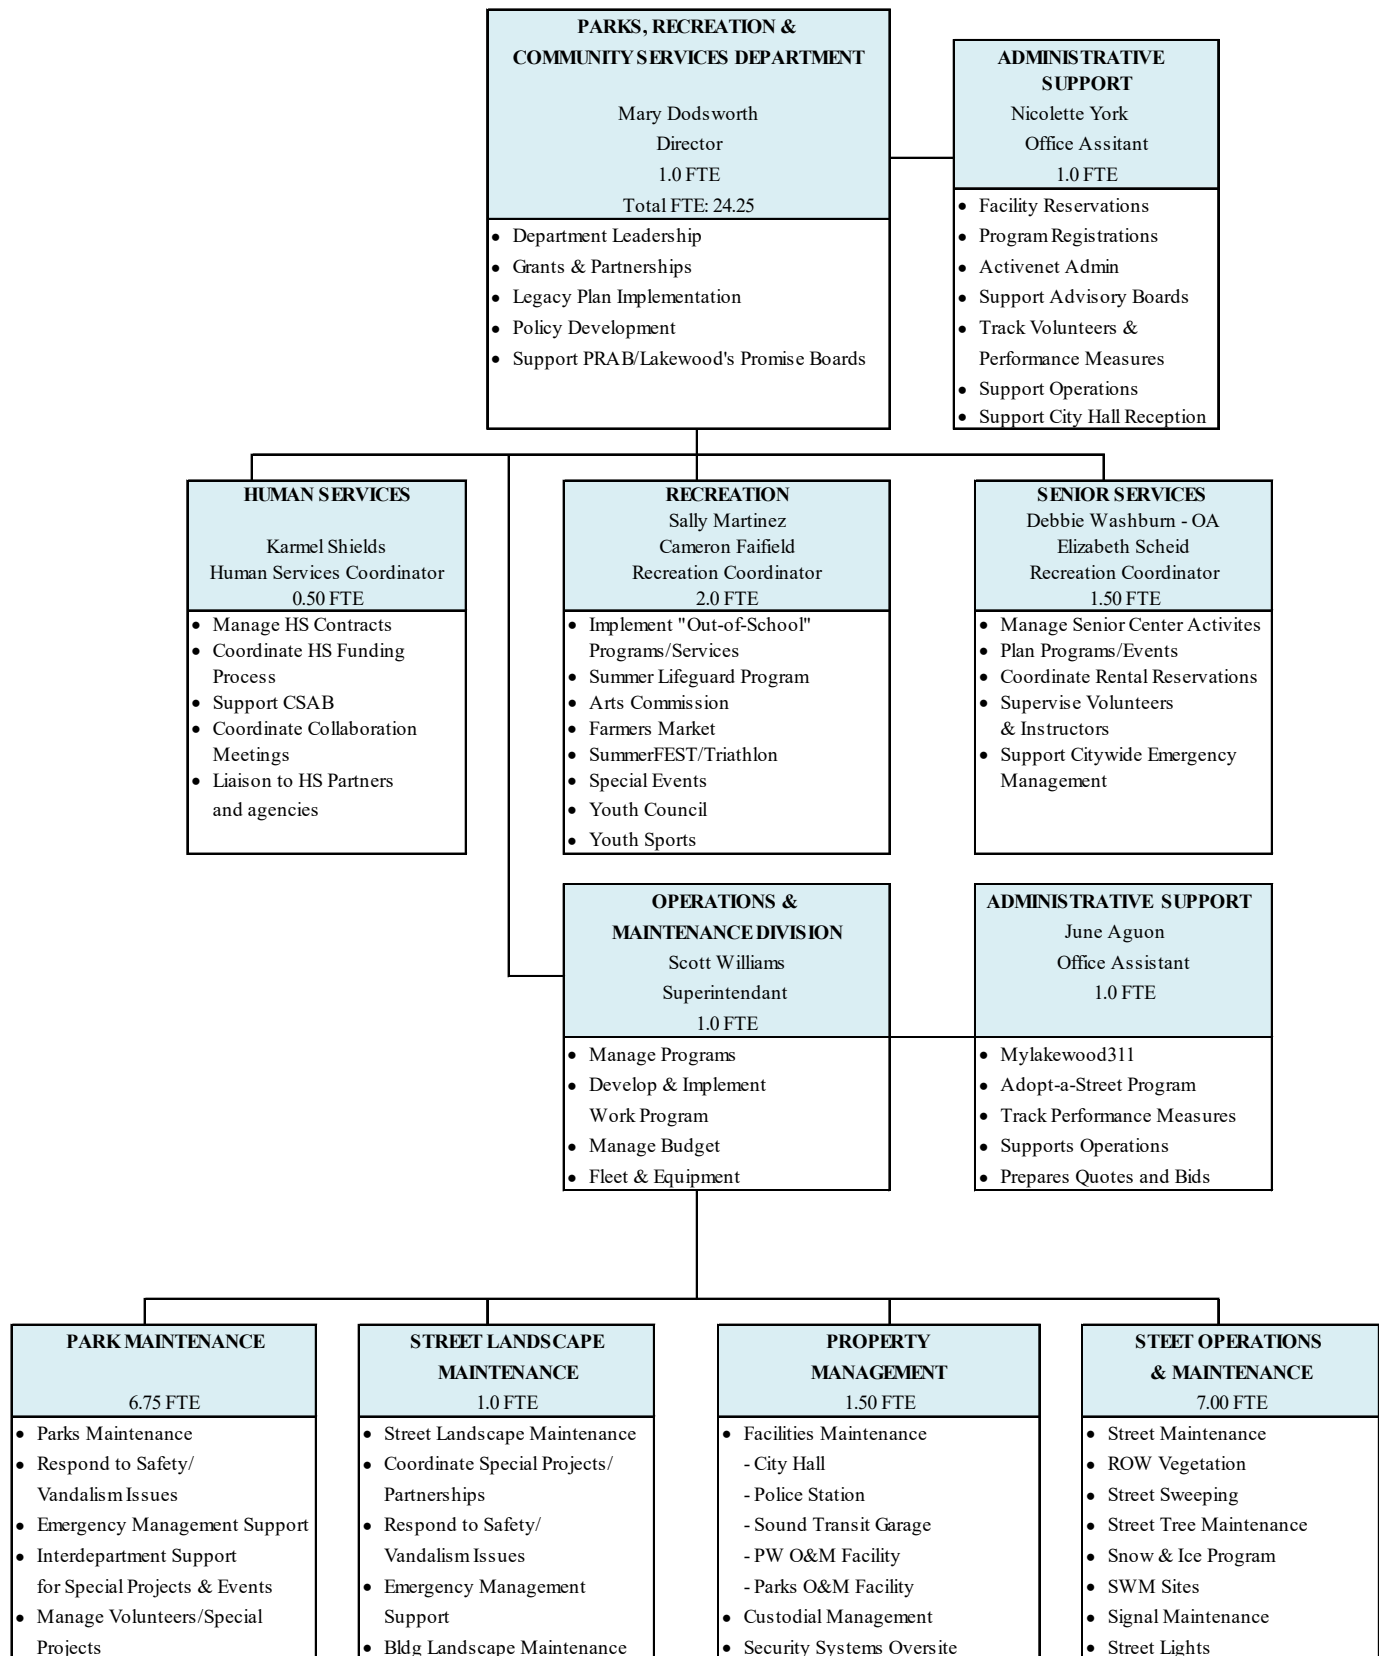 PARKS, RECREATION &
COMMUNITY SERVICES DEPARTMENT
Mary Dodsworth
Director
1.0 FTE
Total FTE: 24.25
• Department Leadership
• Grants & Partnerships
• Legacy Plan Implementation
• Policy Development
• Support PRAB/Lakewood's Promise Boards
ADMINISTRATIVE
SUPPORT
Nicolette York
Office Assitant
1.0 FTE
• Facility Reservations
• Program Registrations
• Activenet Admin
• Support Advisory Boards
• Track Volunteers &
Performance Measures
• Support Operations
• Support City Hall Reception
HUMAN SERVICES
Karmel Shields
Human Services Coordinator
0.50 FTE
• Manage HS Contracts
• Coordinate HS Funding
Process
• Support CSAB
• Coordinate Collaboration
Meetings
• Liaison to HS Partners
and agencies
RECREATION
Sally Martinez
Cameron Faifield
Recreation Coordinator
2.0 FTE
• Implement "Out-of-School"
Programs/Services
• Summer Lifeguard Program
• Arts Commission
• Farmers Market
• SummerFEST/Triathlon
• Special Events
• Youth Council
• Youth Sports
SENIOR SERVICES
Debbie Washburn - OA
Elizabeth Scheid
Recreation Coordinator
1.50 FTE
• Manage Senior Center Activites
• Plan Programs/Events
• Coordinate Rental Reservations
• Supervise Volunteers
& Instructors
• Support Citywide Emergency
Management
OPERATIONS &
MAINTENANCE DIVISION
Scott Williams
Superintendant
1.0 FTE
• Manage Programs
• Develop & Implement
Work Program
• Manage Budget
• Fleet & Equipment
ADMINISTRATIVE SUPPORT
June Aguon
Office Assistant
1.0 FTE
• Mylakewood311
• Adopt-a-Street Program
• Track Performance Measures
• Supports Operations
• Prepares Quotes and Bids
PARK MAINTENANCE
6.75 FTE
• Parks Maintenance
• Respond to Safety/
Vandalism Issues
• Emergency Management Support
• Interdepartment Support
for Special Projects & Events
• Manage Volunteers/Special
Projects
STREET LANDSCAPE
MAINTENANCE
1.0 FTE
• Street Landscape Maintenance
• Coordinate Special Projects/
Partnerships
• Respond to Safety/
Vandalism Issues
• Emergency Management
Support
• Bldg Landscape Maintenance
PROPERTY
MANAGEMENT
1.50 FTE
• Facilities Maintenance
- City Hall
- Police Station
- Sound Transit Garage
- PW O&M Facility
- Parks O&M Facility
• Custodial Management
• Security Systems Oversite
STEET OPERATIONS
& MAINTENANCE
7.00 FTE
• Street Maintenance
• ROW Vegetation
• Street Sweeping
• Street Tree Maintenance
• Snow & Ice Program
• SWM Sites
• Signal Maintenance
• Street Lights